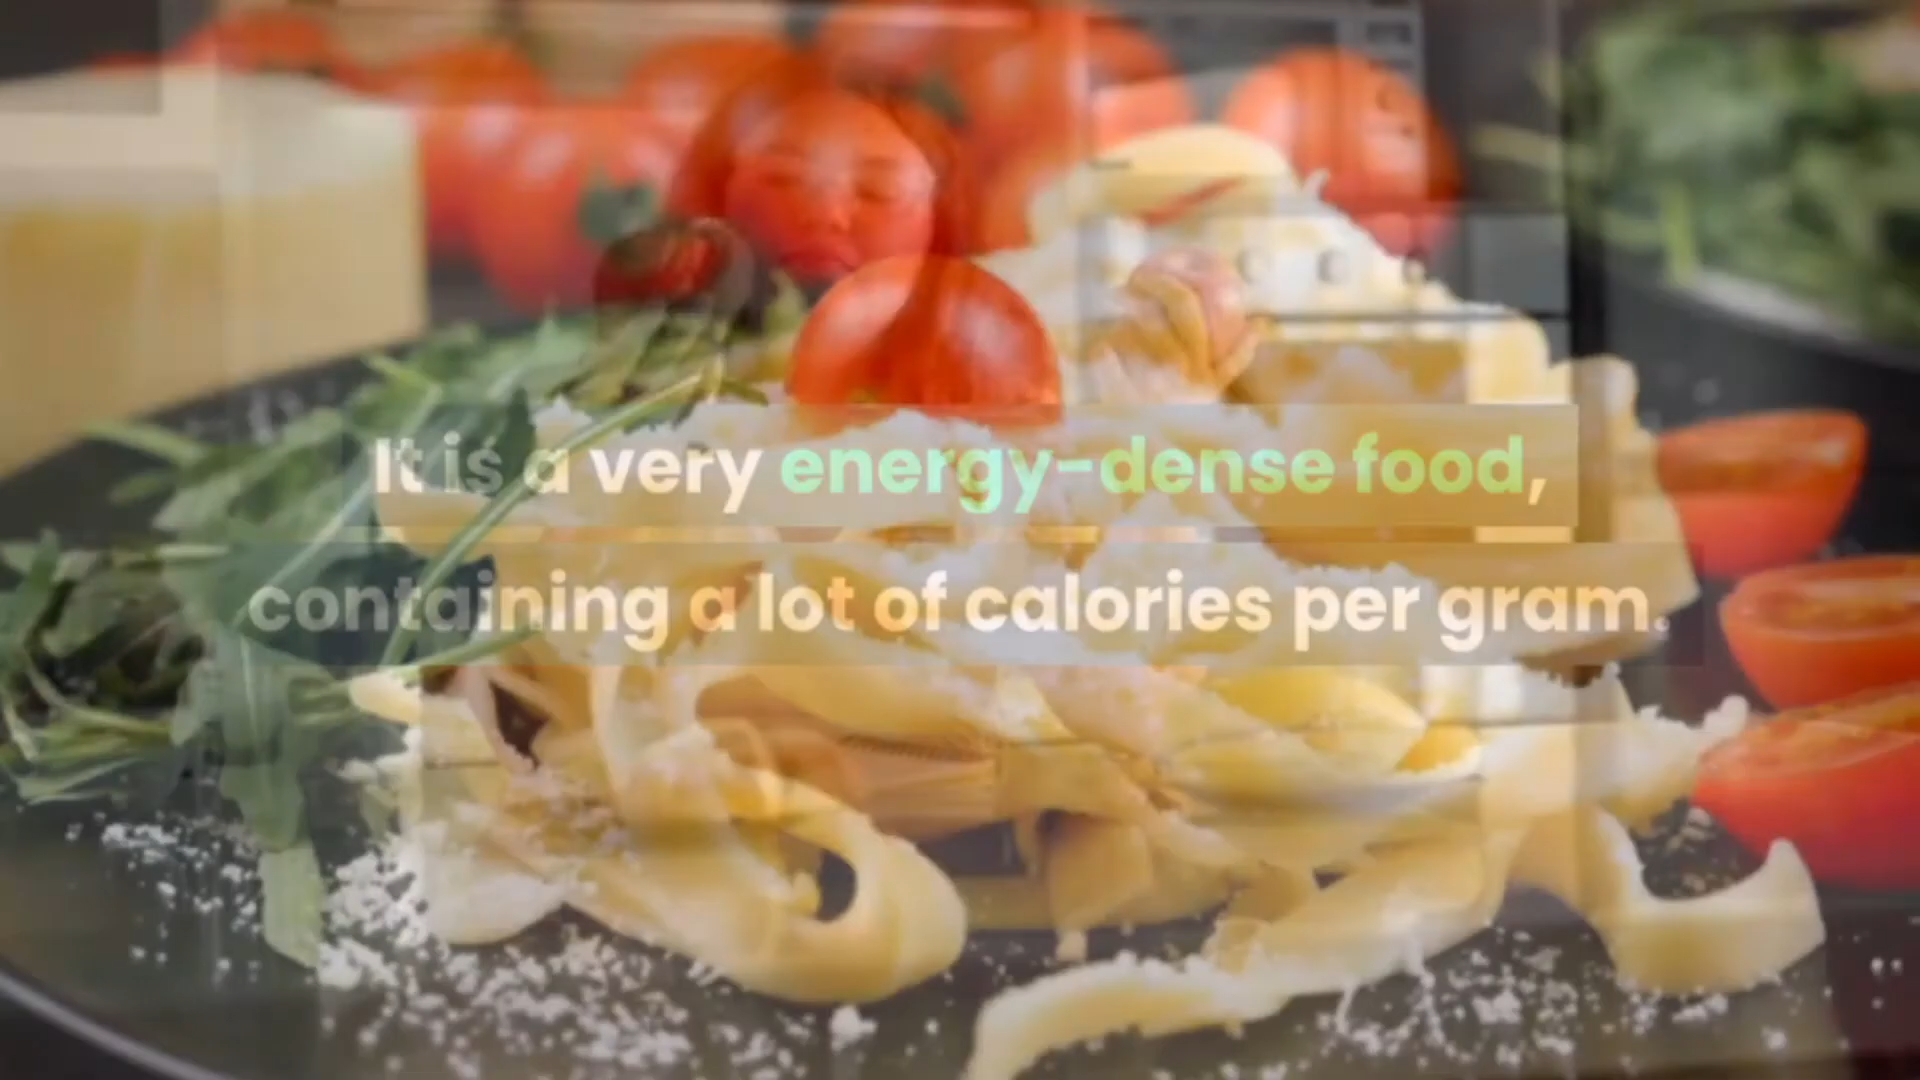 It is a very energy-dense food,
containing a lot of calories per gram.